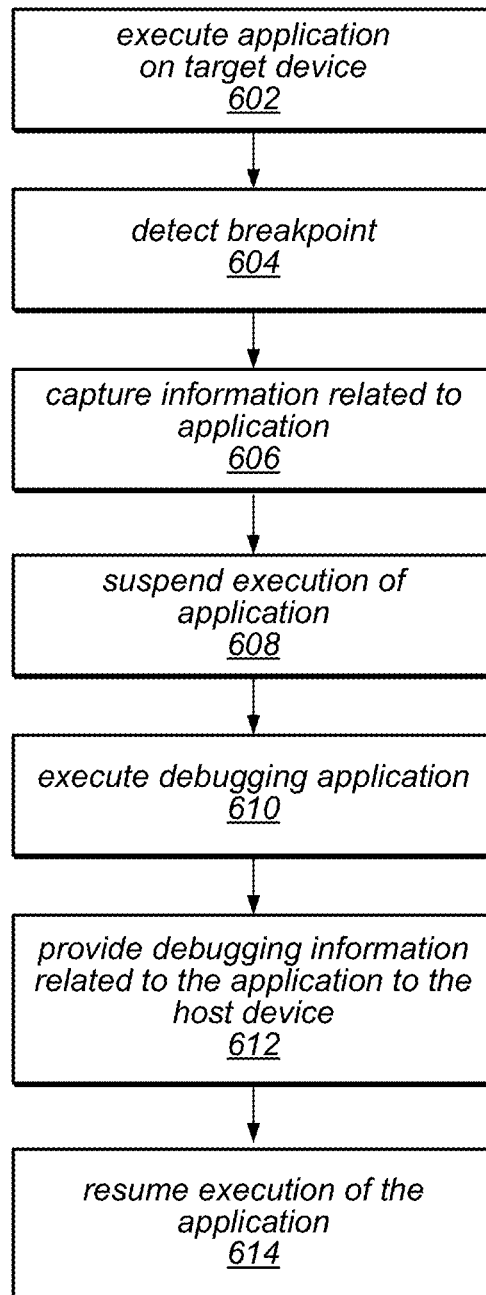 execute application
on target device
602
detect breakpoint
604
capture information related to
application
606
suspend execution of
application
608
execute debugging application
610
provide debugging information
related to the application to the
host device
612
resume execution of the
application
614